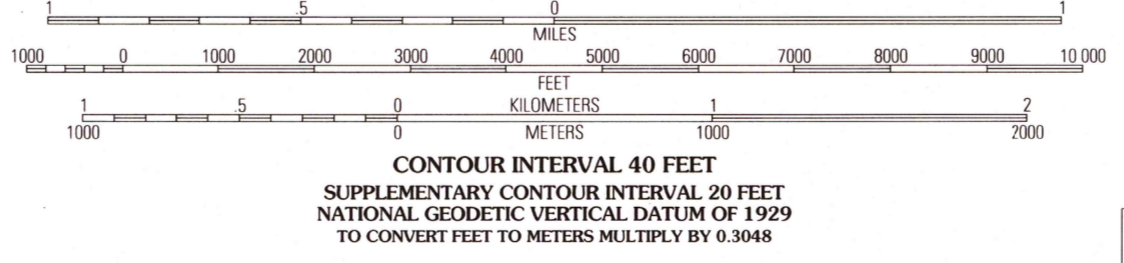 1 .5 0 1
MILES
1000 0 1000 2000 3000 4000 5000 6000 7000 8000 9000 10 000
FEET
1 .5 0 KILOMETERS 1 2
1000 0 METERS 1000 2000
CONTOUR INTERVAL 40 FEET
SUPPLEMENTARY CONTOUR INTERVAL 20 FEET
NATIONAL GEODETIC VERTICAL DATUM OF 1929
TO CONVERT FEET TO METERS MULTIPLY BY 0.3048